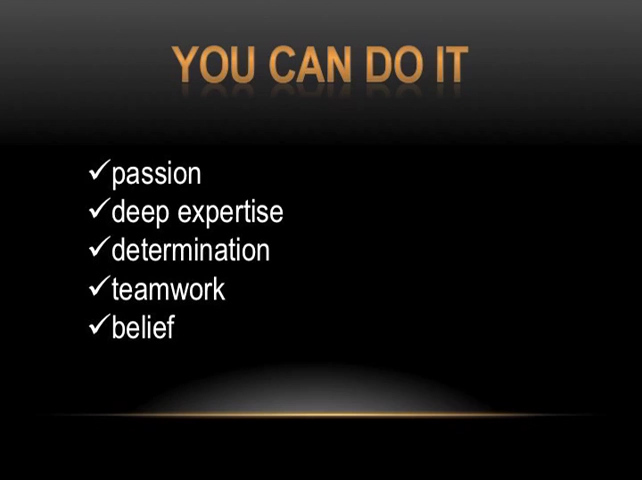 YOU CAN DO IT
✓passion
✓deep expertise
✓determination
✓teamwork
✓belief